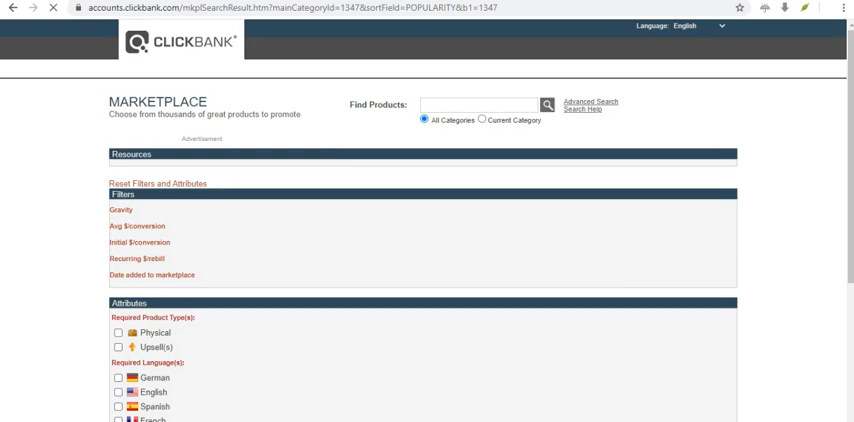 accounts.clickbank.com/mkplSearchResult.htm?mainCategoryId=1347&sortField=POPULARITY&b1=1347
Language: English
CLICKBANK®
MARKETPLACE
Choose from thousands of great products to promote
Find Products:
Advanced Search
Search Help
All Categories Current Category
Advertisement
Resources
Reset Filters and Attributes
Filters
Gravity
Avg $/conversion
Initial $/conversion
Recurring $/rebill
Date added to marketplace
Attributes
Required Product Type(s):
Physical
Upsell(s)
Required Language(s):
German
English
Spanish
French